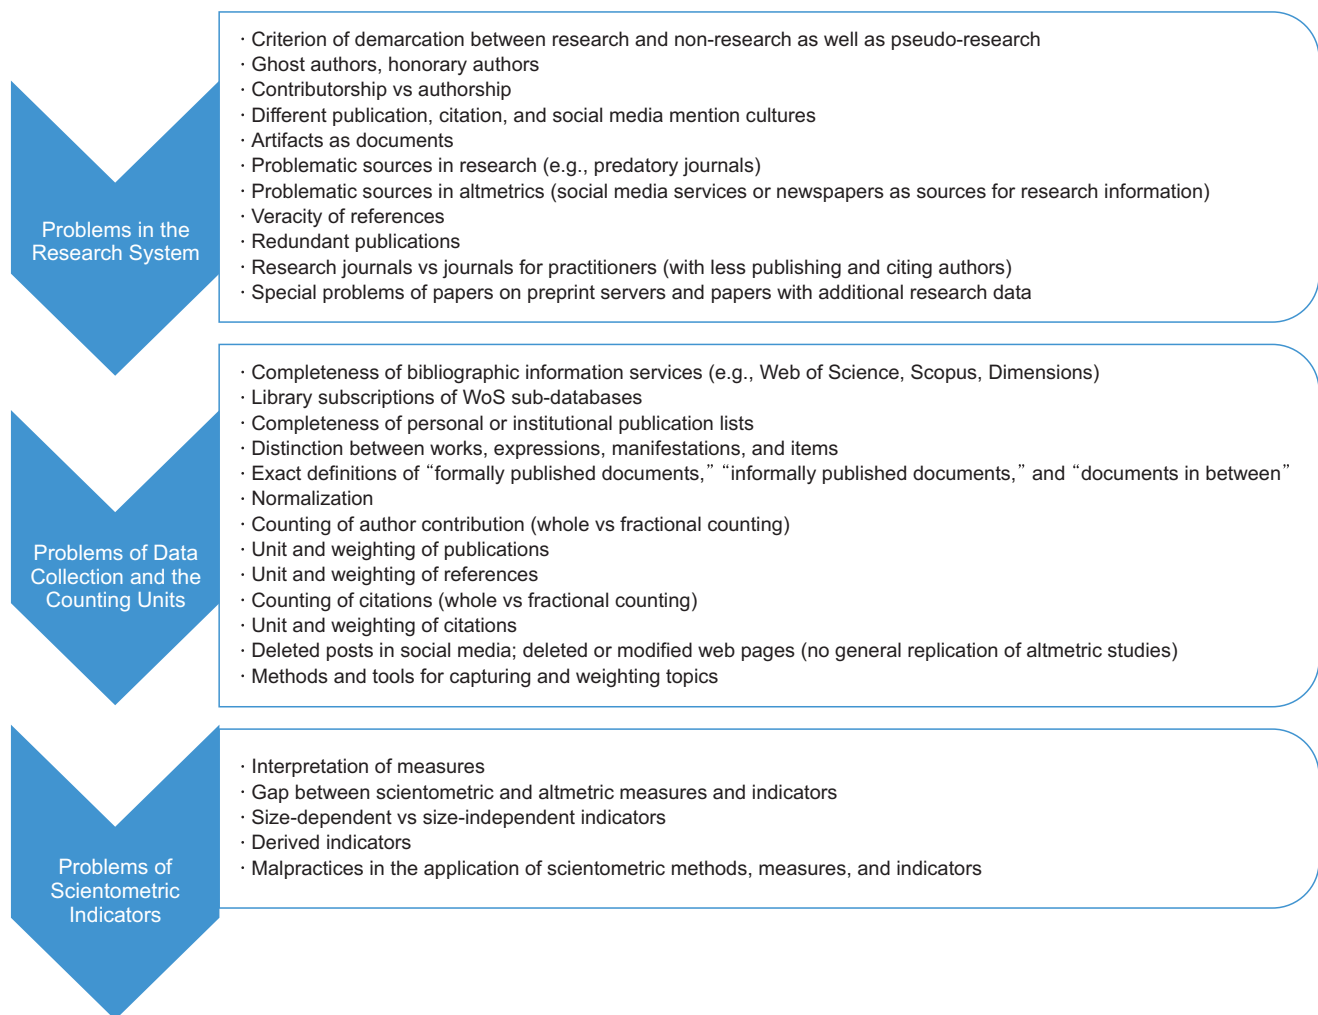 · Criterion of demarcation between research and non-research as well as pseudo-research
· Ghost authors, honorary authors
· Contributorship vs authorship
· Different publication, citation, and social media mention cultures
· Artifacts as documents
· Problematic sources in research (e.g., predatory journals)
· Problematic sources in altmetrics (social media services or newspapers as sources for research information)
· Veracity of references
· Redundant publications
· Research journals vs journals for practitioners (with less publishing and citing authors)
· Special problems of papers on preprint servers and papers with additional research data
Problems in the
Research System
· Completeness of bibliographic information services (e.g., Web of Science, Scopus, Dimensions)
· Library subscriptions of WoS sub-databases
· Completeness of personal or institutional publication lists
· Distinction between works, expressions, manifestations, and items
· Exact definitions of “formally published documents,” “informally published documents,” and “documents in between”
· Normalization
· Counting of author contribution (whole vs fractional counting)
· Unit and weighting of publications
· Unit and weighting of references
· Counting of citations (whole vs fractional counting)
· Unit and weighting of citations
· Deleted posts in social media; deleted or modified web pages (no general replication of altmetric studies)
· Methods and tools for capturing and weighting topics
Problems of Data
Collection and the
Counting Units
· Interpretation of measures
· Gap between scientometric and altmetric measures and indicators
· Size-dependent vs size-independent indicators
· Derived indicators
· Malpractices in the application of scientometric methods, measures, and indicators
Problems of
Scientometric
Indicators